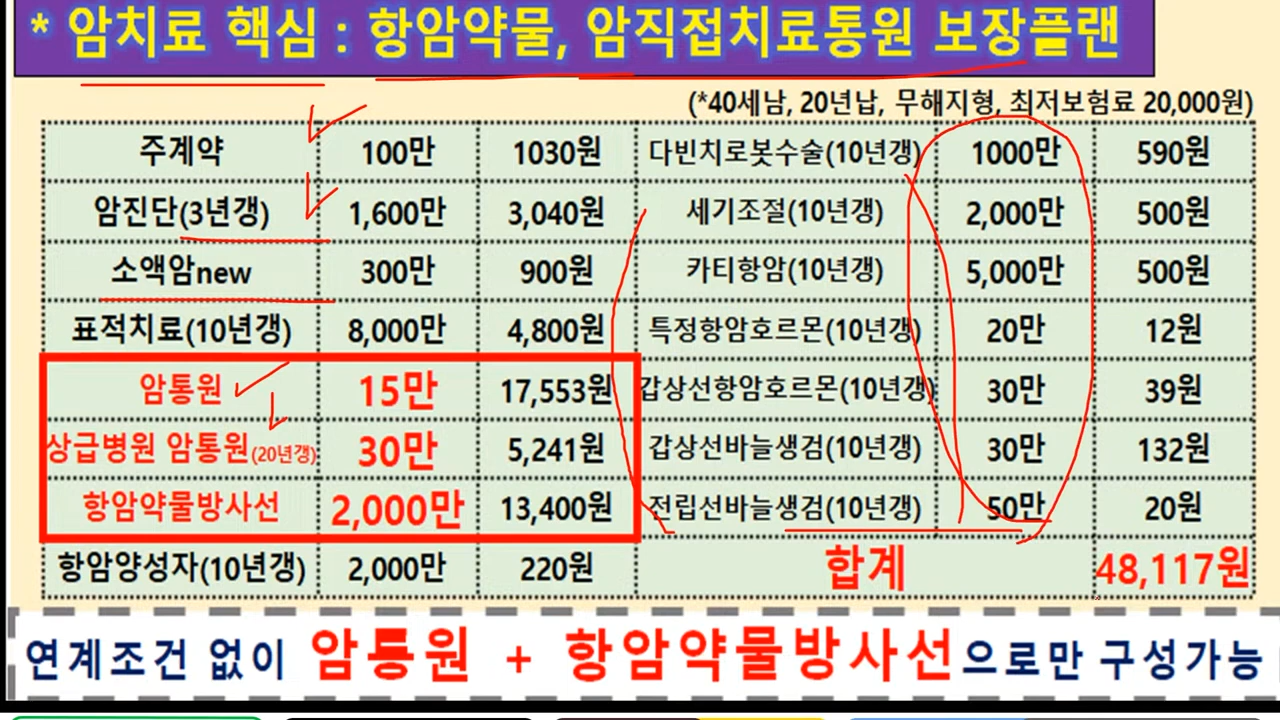 * 암치료 핵심 : 항암약물, 암직접치료통원 보장플랜
(*40세남, 20년납, 무해지형, 최저보험료 20,000원)
주계약 100만 1030원 다빈치로봇수술(10년갱) 1000만 590원
암진단(3년갱) 1,600만 3,040원 세기조절(10년갱) 2,000만 500원
소액암new 300만 900원 카티항암(10년갱) 5,000만 500원
표적치료(10년갱) 8,000만 4,800원 특정항암호르몬(10년갱) 20만 12원
암통원 15만 17,553원 갑상선항암호르몬(10년갱) 30만 39원
상급병원 암통원(20년갱) 30만 5,241원 갑상선바늘생검(10년갱) 30만 132원
항암약물방사선 2,000만 13,400원 전립선바늘생검(10년갱) 50만 20원
항암양성자(10년갱) 2,000만 220원 합계 48,117원
연계조건 없이 암통원 + 항암약물방사선으로만 구성가능